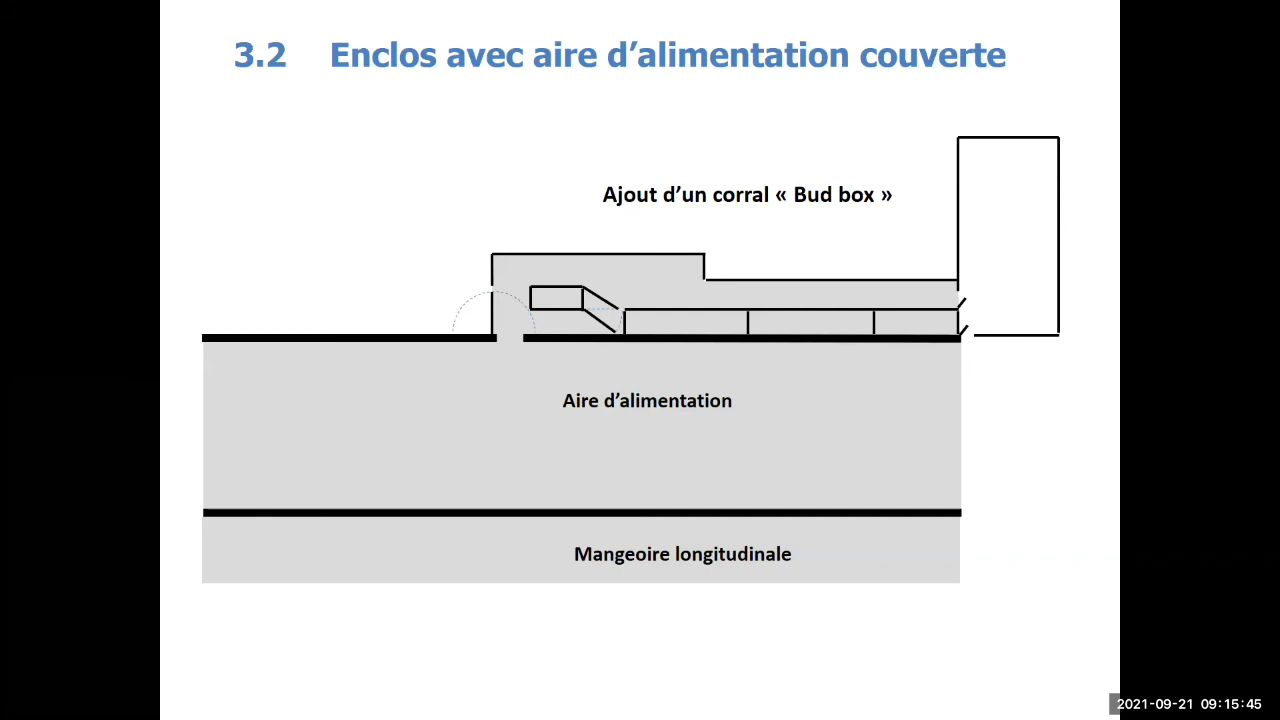 3.2 Enclos avec aire d’alimentation couverte
Ajout d’un corral « Bud box »
Aire d’alimentation
Mangeoire longitudinale
2021-09-21 09:15:45